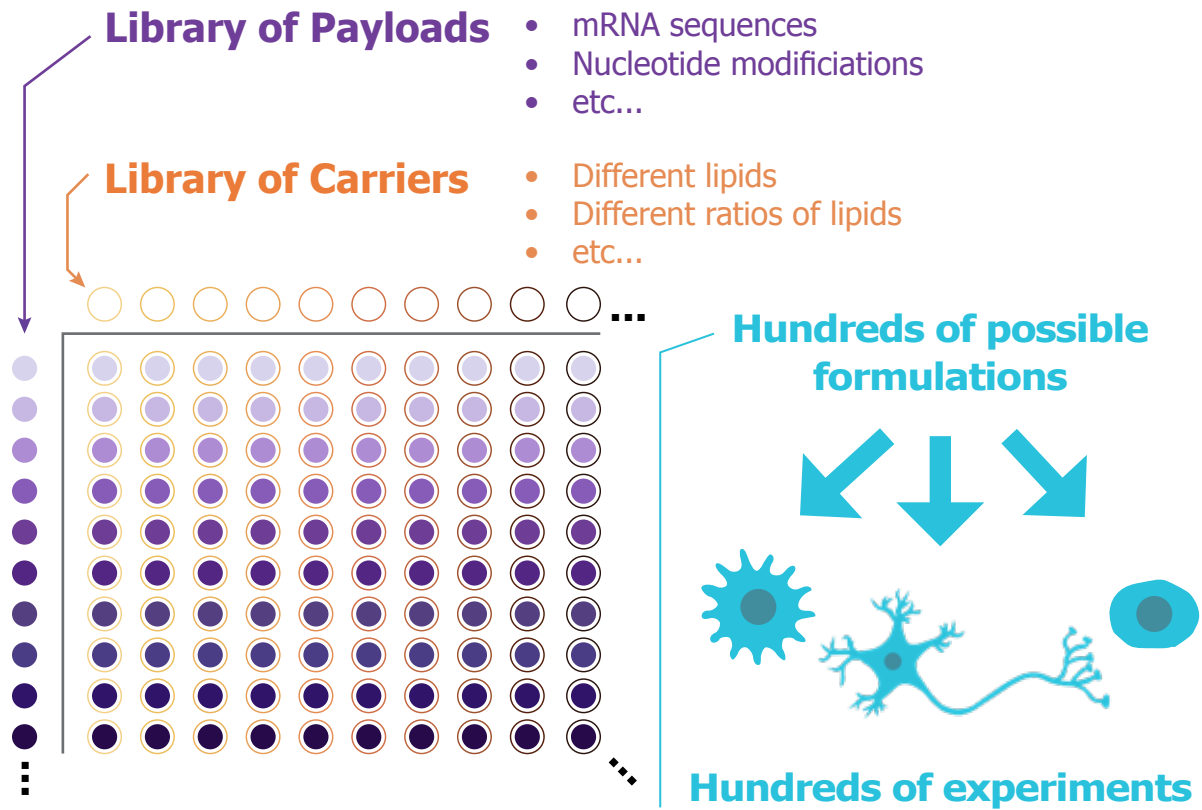 Library of Payloads
• mRNA sequences
• Nucleotide modificiations
• etc...
Library of Carriers
• Different lipids
• Different ratios of lipids
• etc...
...
Hundreds of possible
formulations
Hundreds of experiments